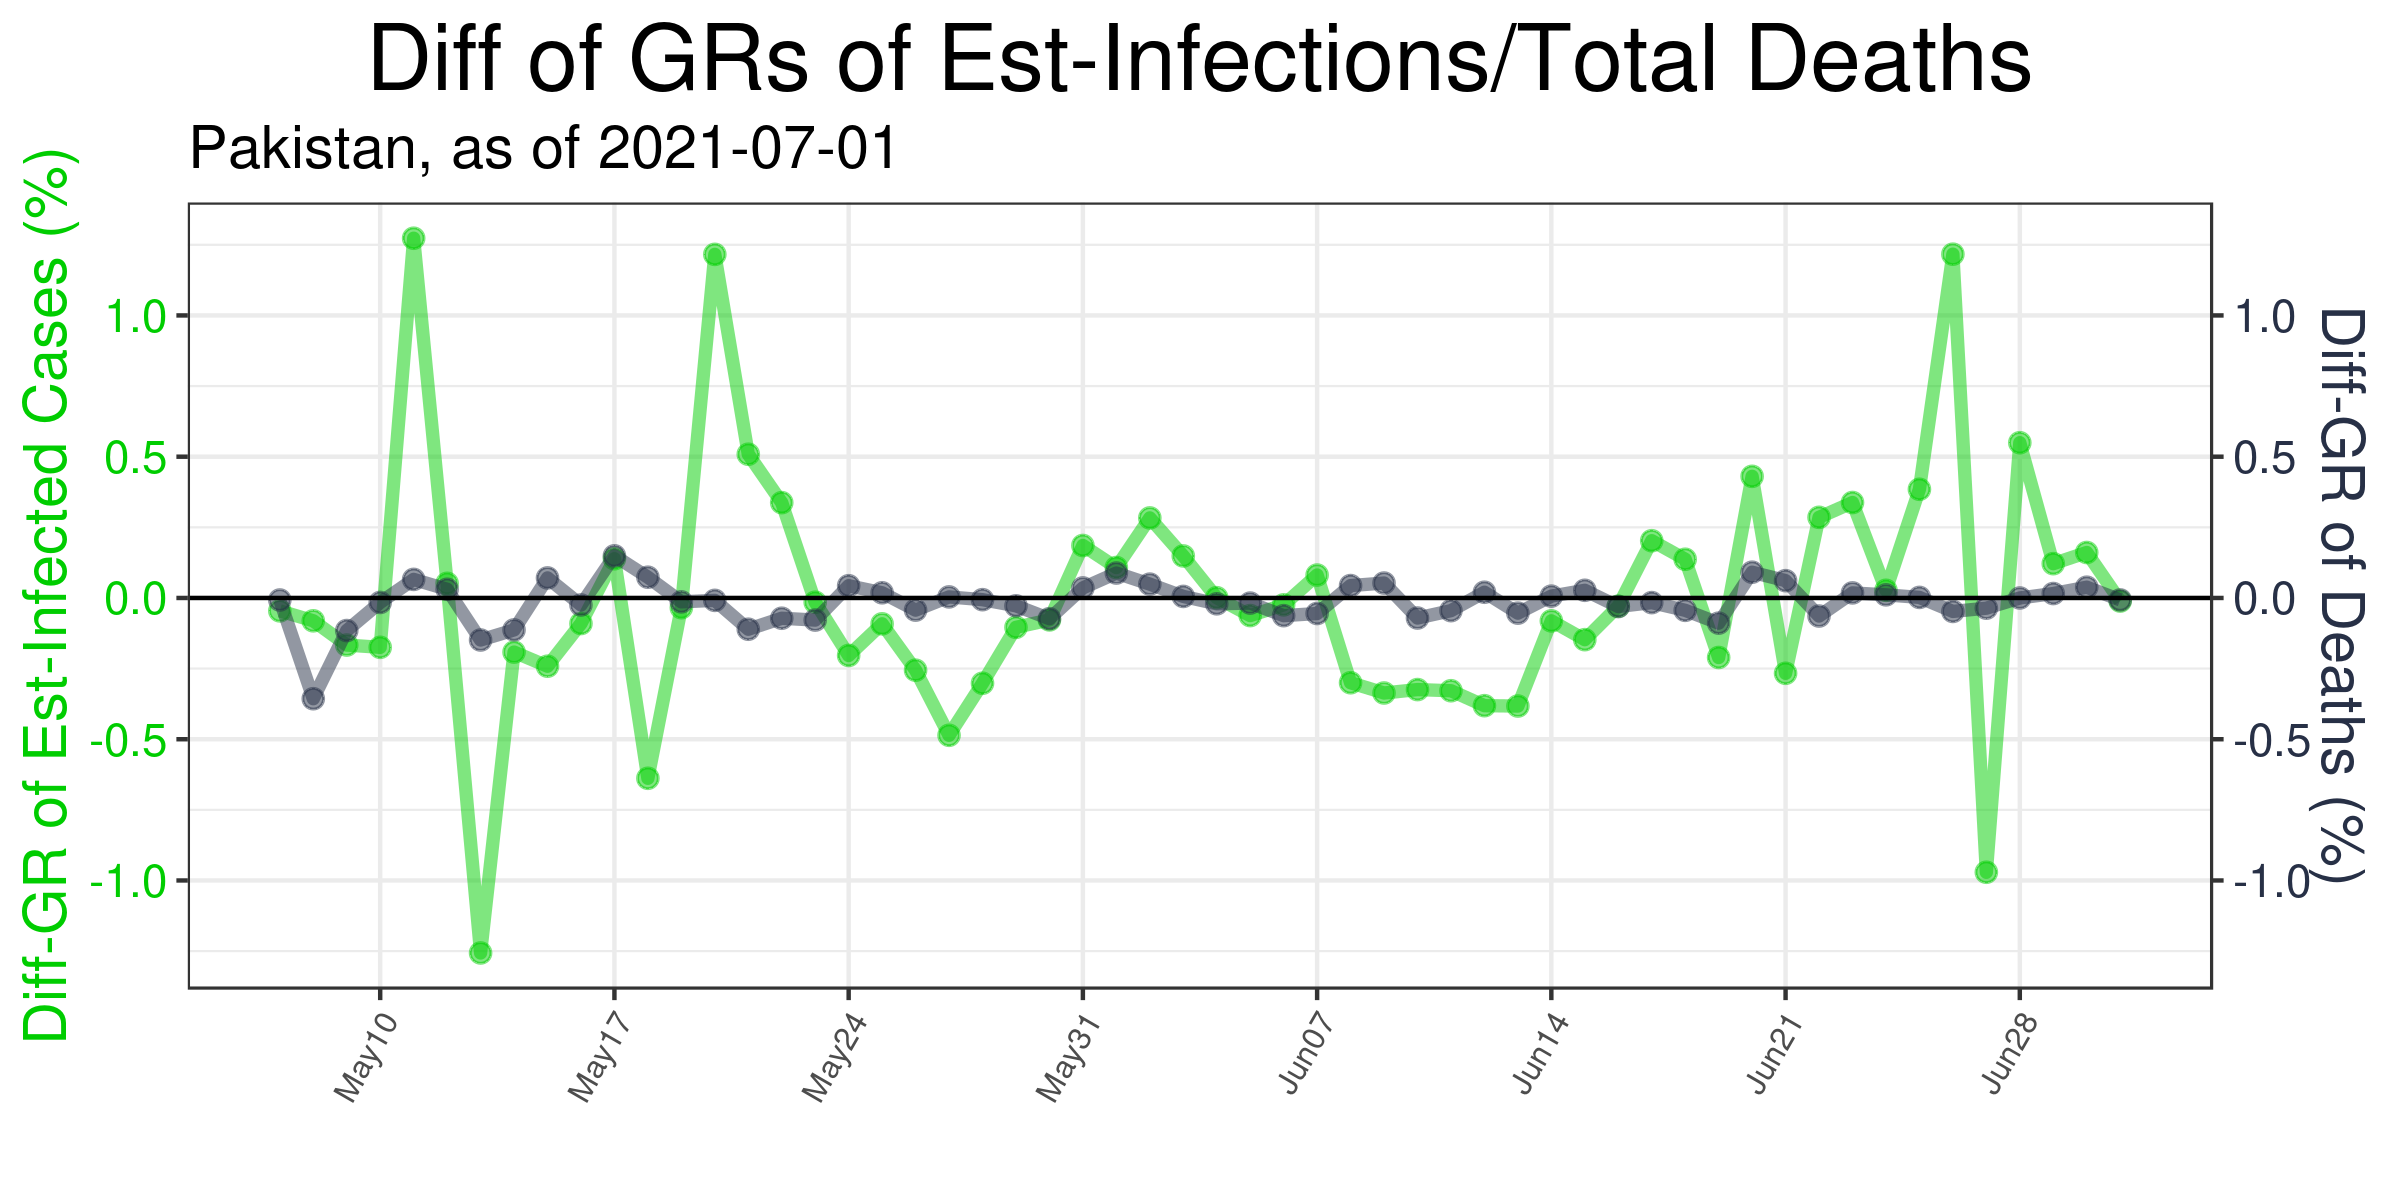 Diff of GRs of Est-Infections/Total Deaths
Pakistan, as of 2021-07-01
Diff-GR of Est-Infected Cases (%)
1.0
0.5
0.0
-0.5
-1.0
1.0
0.5
0.0
-0.5
-1.0
Diff-GR of Deaths (%)
May10
May17
May24
May31
Jun07
Jun14
Jun21
Jun28